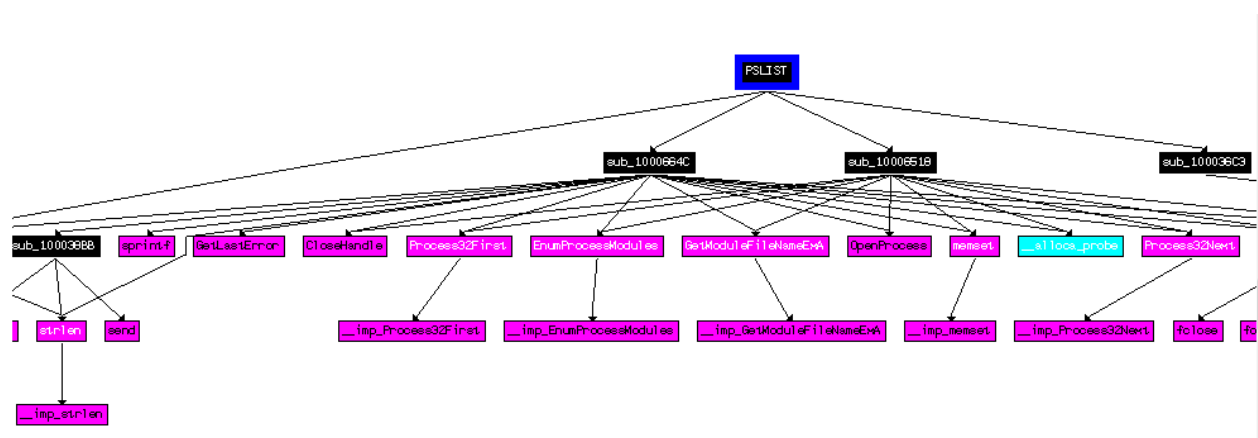 PSLIST
sub_1000664C
sub_10006518
sub_100036C3
sub_100038BB
sprintf
GetLastError
CloseHandle
Process32First
EnumProcessModules
GetModuleFileNameExA
OpenProcess
memset
__alloca_probe
Process32Next
strlen
send
__imp_Process32First
__imp_EnumProcessModules
__imp_GetModuleFileNameExA
__imp_memset
__imp_Process32Next
fclose
__imp_strlen